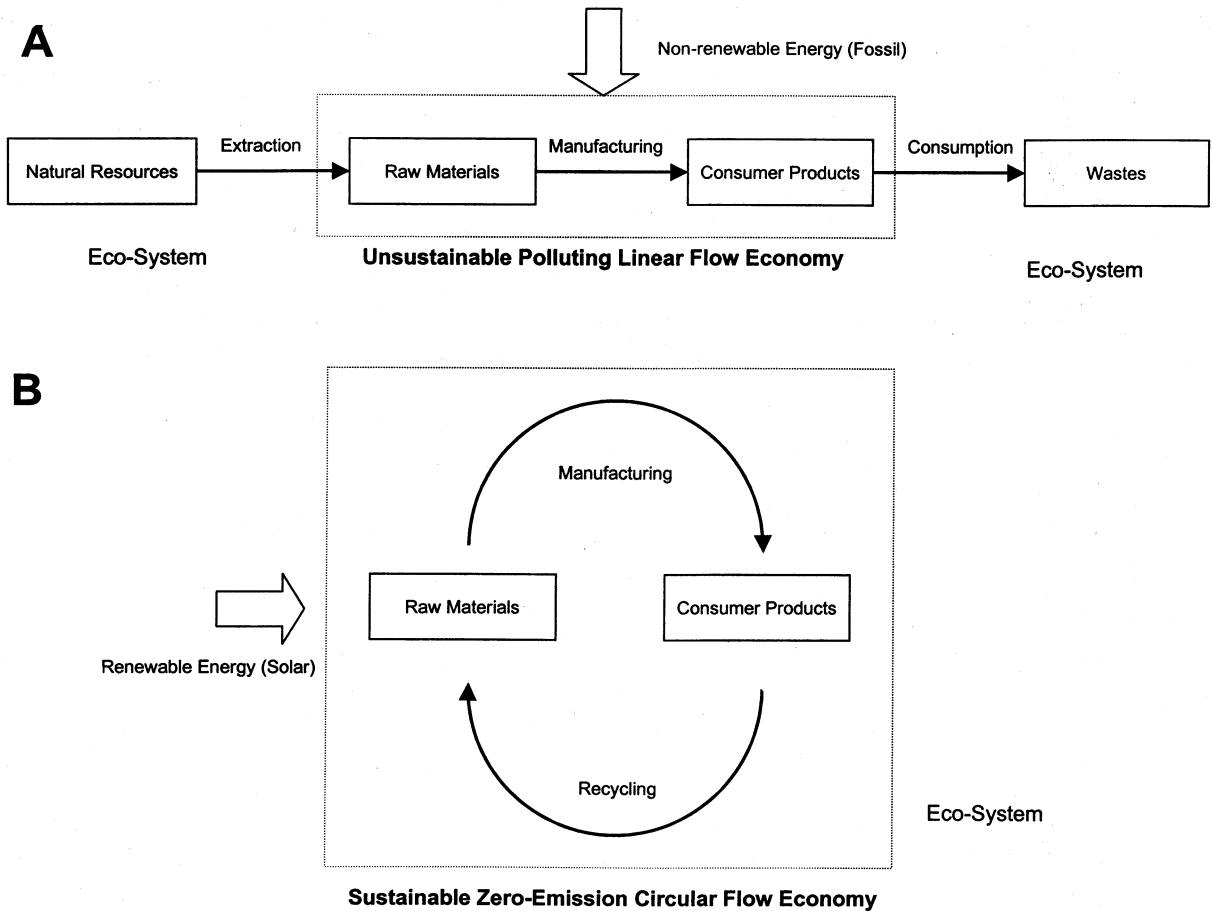 A
Non-renewable Energy (Fossil)
Extraction
Manufacturing
Consumption
Natural Resources
Raw Materials
Consumer Products
Wastes
Eco-System
Unsustainable Polluting Linear Flow Economy
Eco-System
B
Manufacturing
Raw Materials
Consumer Products
Renewable Energy (Solar)
Recycling
Eco-System
Sustainable Zero-Emission Circular Flow Economy